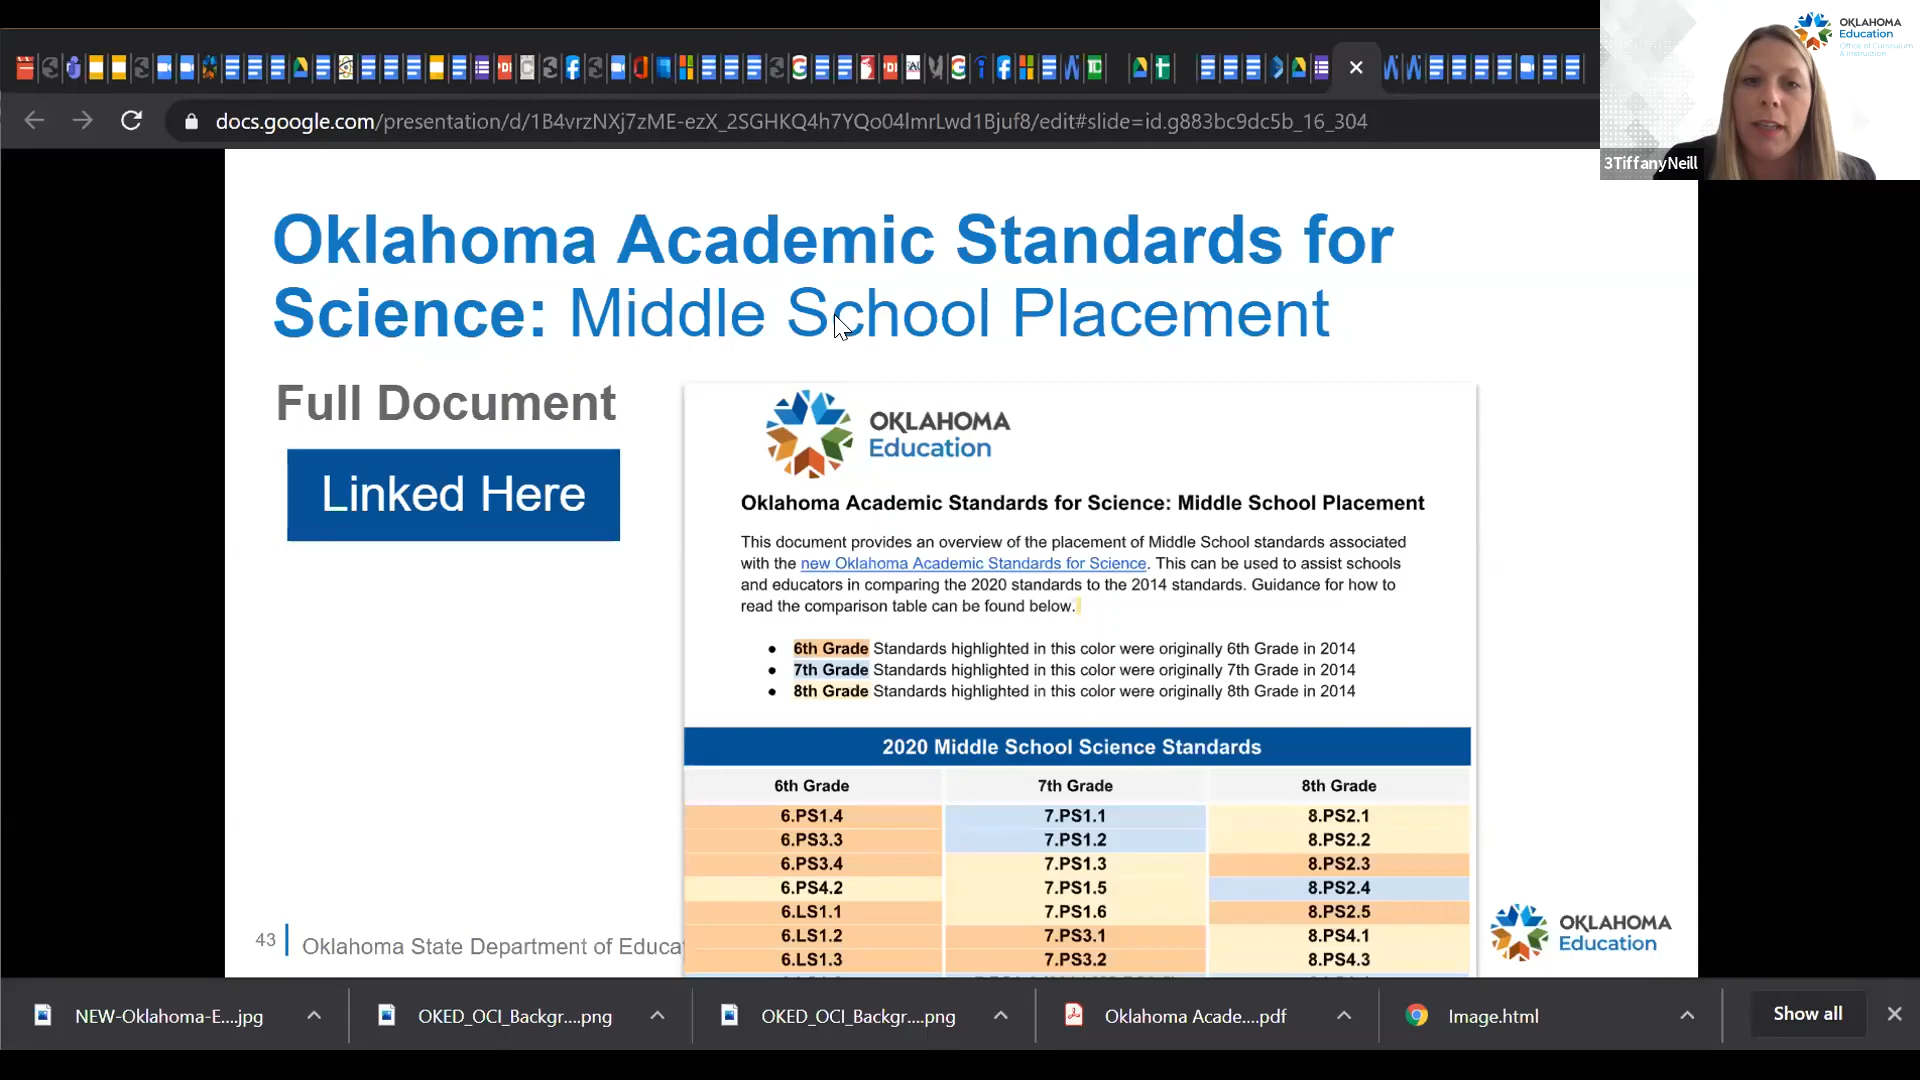 OKLAHOMA
Education
Office of Curriculum
& Instruction
docs.google.com/presentation/d/1B4vrzNXj7zME-ezX_2SGHKQ4h7YQo04lmrLwd1Bjuf8/edit#slide=id.g883bc9dc5b_16_304
3TiffanyNeill
Oklahoma Academic Standards for
Science: Middle School Placement
Full Document
Linked Here
OKLAHOMA
Education
Oklahoma Academic Standards for Science: Middle School Placement
This document provides an overview of the placement of Middle School standards associated
with the new Oklahoma Academic Standards for Science. This can be used to assist schools
and educators in comparing the 2020 standards to the 2014 standards. Guidance for how to
read the comparison table can be found below.
• 6th Grade Standards highlighted in this color were originally 6th Grade in 2014
• 7th Grade Standards highlighted in this color were originally 7th Grade in 2014
• 8th Grade Standards highlighted in this color were originally 8th Grade in 2014
2020 Middle School Science Standards
6th Grade 7th Grade 8th Grade
6.PS1.4 7.PS1.1 8.PS2.1
6.PS3.3 7.PS1.2 8.PS2.2
6.PS3.4 7.PS1.3 8.PS2.3
6.PS4.2 7.PS1.5 8.PS2.4
6.LS1.1 7.PS1.6 8.PS2.5
6.LS1.2 7.PS3.1 8.PS4.1
6.LS1.3 7.PS3.2 8.PS4.3
43
Oklahoma State Department of Educat
OKLAHOMA
Education
NEW-Oklahoma-E....jpg
OKED_OCI_Backgr....png
OKED_OCI_Backgr....png
Oklahoma Acade....pdf
Image.html
Show all